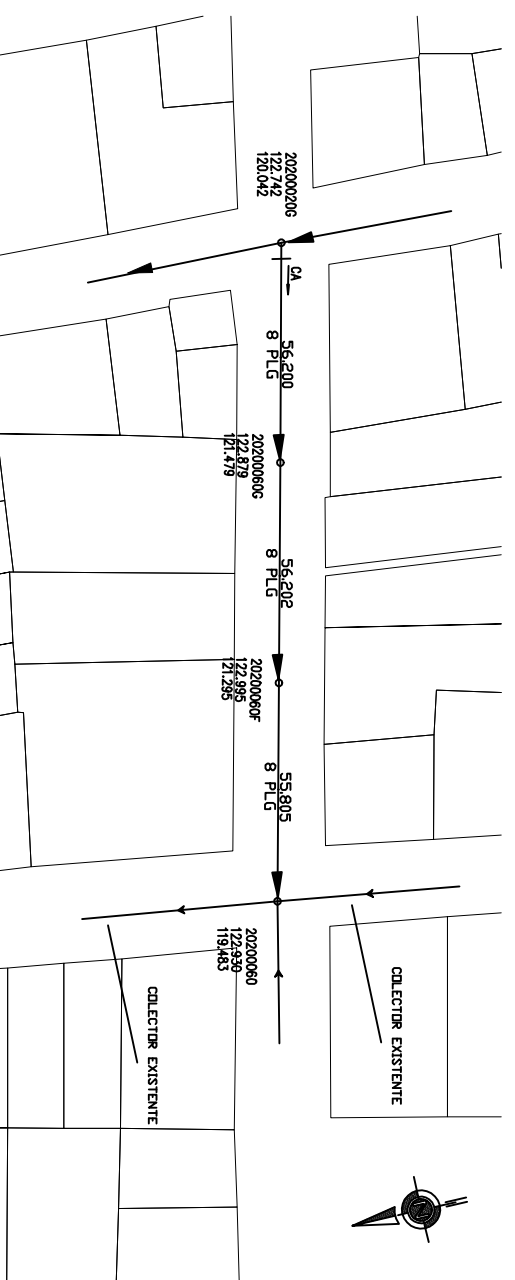 20200020G
122.742
120.042
CA
56.200
8 PLG
20200060G
122.879
121.479
56.202
8 PLG
20200060F
122.995
121.295
55.805
8 PLG
20200060
122.930
119.483
COLECTOR EXISTENTE
COLECTOR EXISTENTE
N